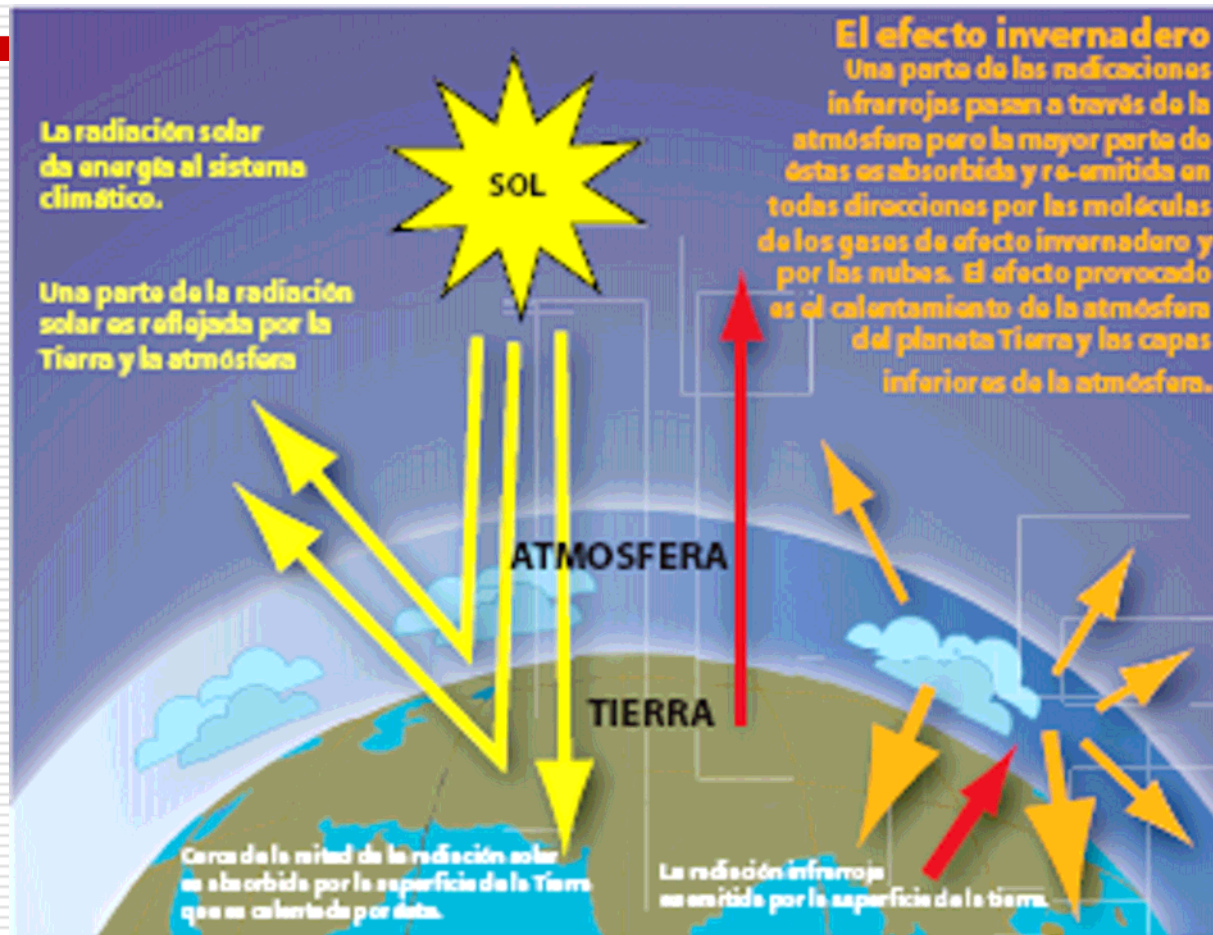 El efecto invernadero
Una parte de las radicaciones
infrarrojas pasan a través de la
atmósfera pero la mayor parte de
éstas es absorbida y re-emitida en
todas direcciones por las moléculas
de los gases de efecto invernadero y
por las nubes. El efecto provocado
es el calentamiento de la atmósfera
del planeta Tierra y las capas
inferiores de la atmósfera.
La radiación solar
da energía al sistema
climático.
SOL
Una parte de la radiación
solar es reflejada por la
Tierra y la atmósfera
ATMOSFERA
TIERRA
Cerca de la mitad de la radiación solar
es absorbida por la superficie de la Tierra
que es calentada por ésta.
La radiación infrarroja
es emitida por la superficie de la tierra.